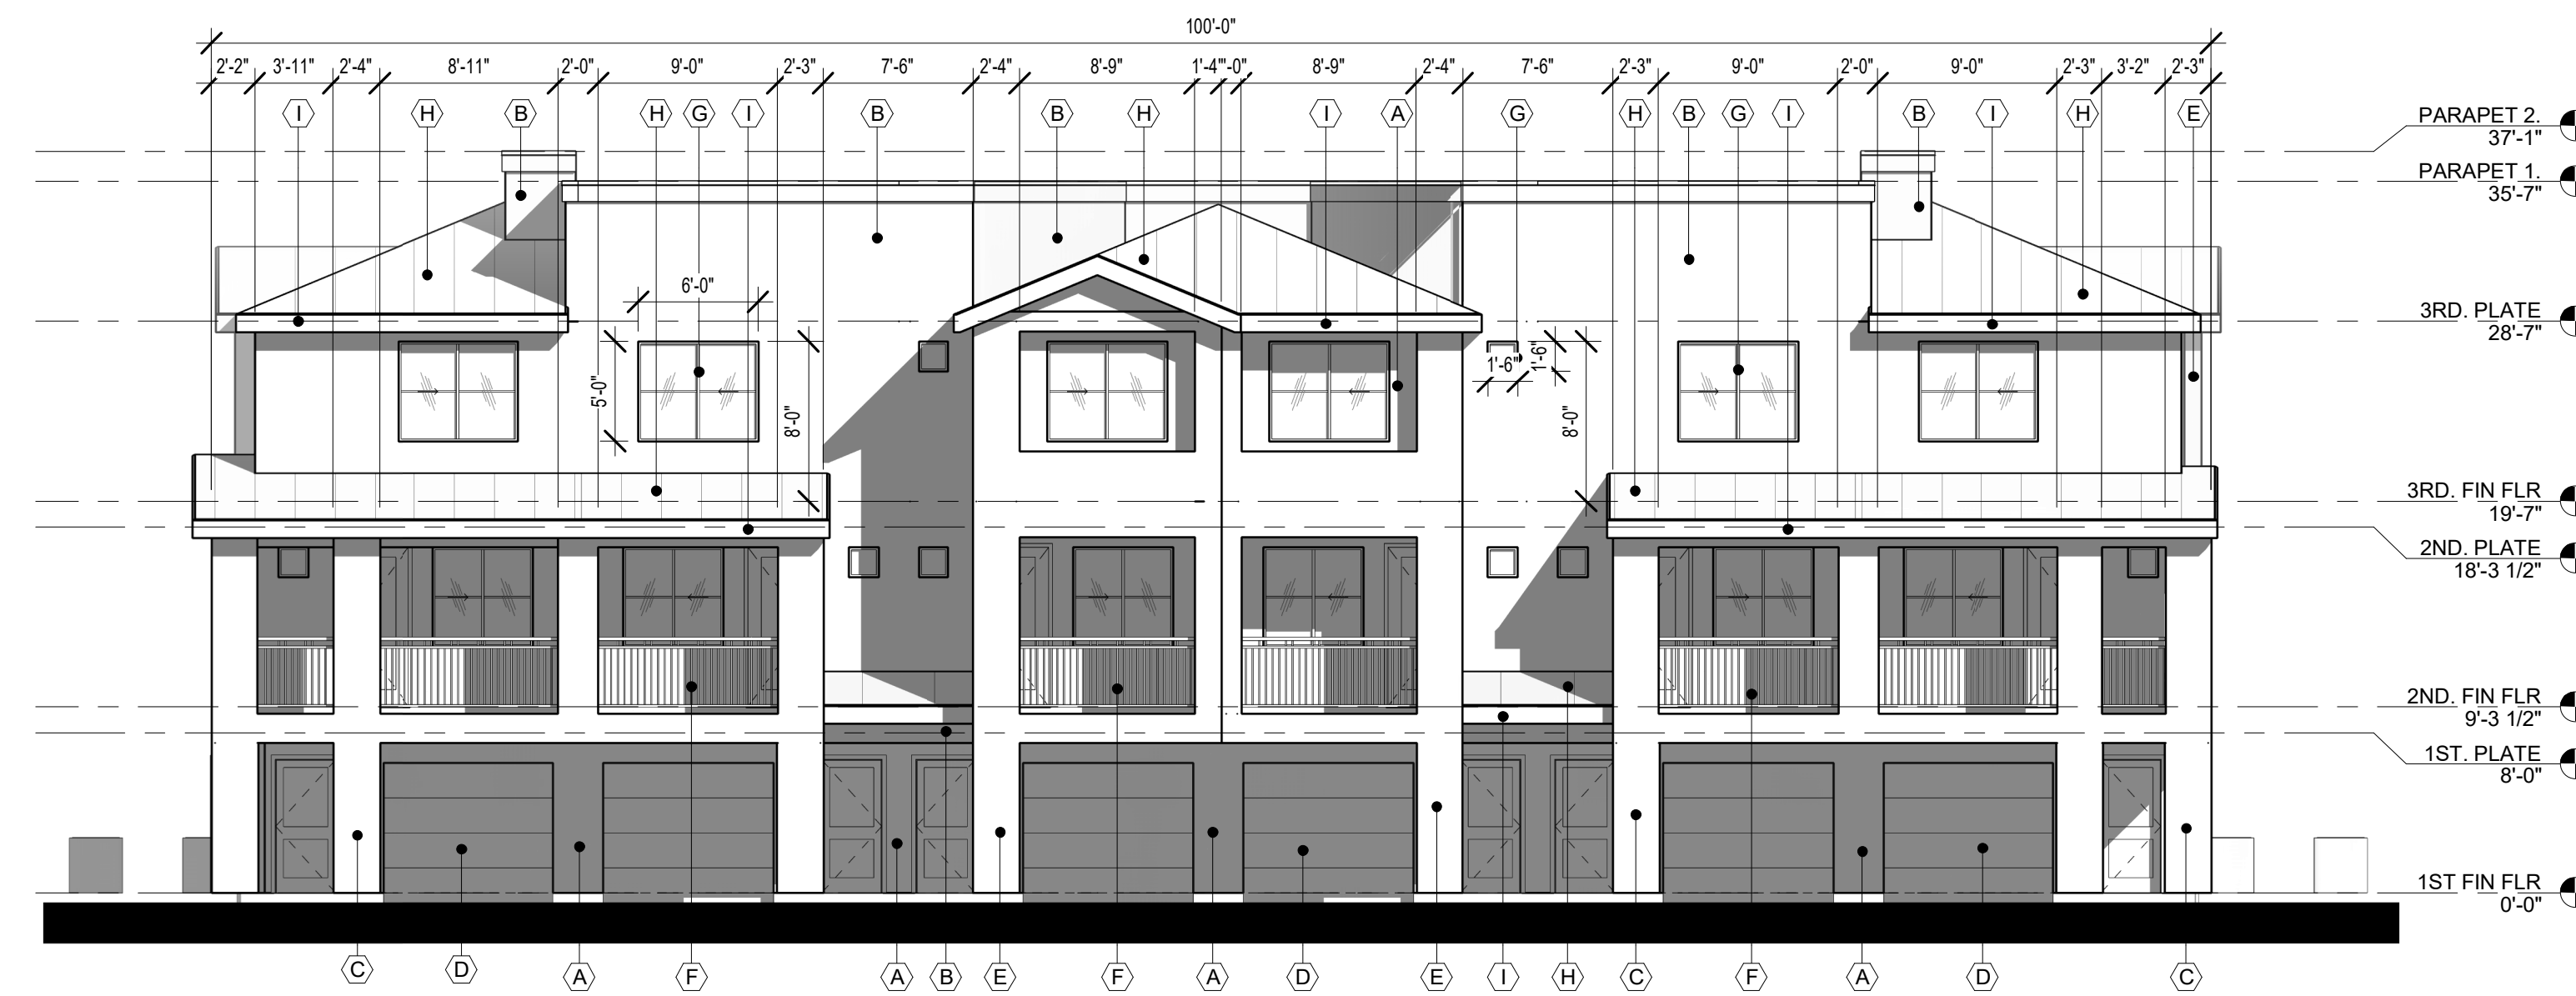 100'-0"
2'-2" 3'-11" 2'-4" 8'-11" 2'-0" 9'-0" 2'-3" 7'-6" 2'-4" 8'-9" 1'-4" -0" 8'-9" 2'-4" 7'-6" 2'-3" 9'-0" 2'-0" 9'-0" 2'-3" 3'-2" 2'-3"
I H B H G I B B H I A G H B G I B I H E
PARAPET 2.
37'-1"
PARAPET 1.
35'-7"
6'-0"
3RD. PLATE
28'-7"
5'-0"
8'-0"
1'-6"
1'-6"
8'-0"
3RD. FIN FLR
19'-7"
2ND. PLATE
18'-3 1/2"
2ND. FIN FLR
9'-3 1/2"
1ST. PLATE
8'-0"
1ST FIN FLR
0'-0"
C D A F A B E F A D E I H C F A D C